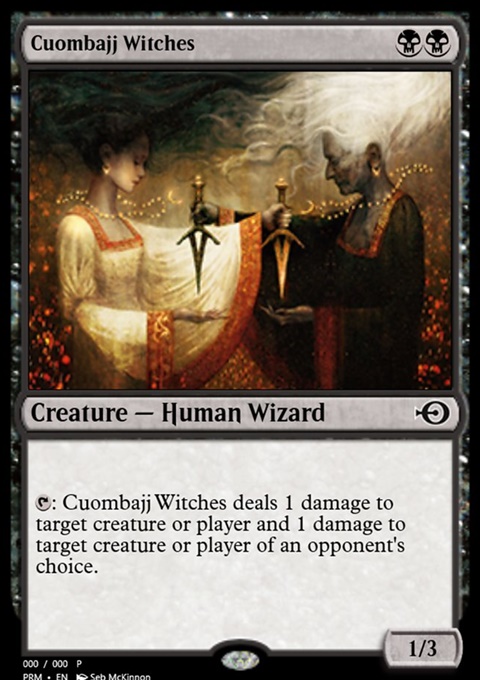 Cuombajj Witches
Creature — Human Wizard
: Cuombajj Witches deals 1 damage to
target creature or player and 1 damage to
target creature or player of an opponent's
choice.
1/3
000 / 000 P
PRM • EN Seb McKinnon